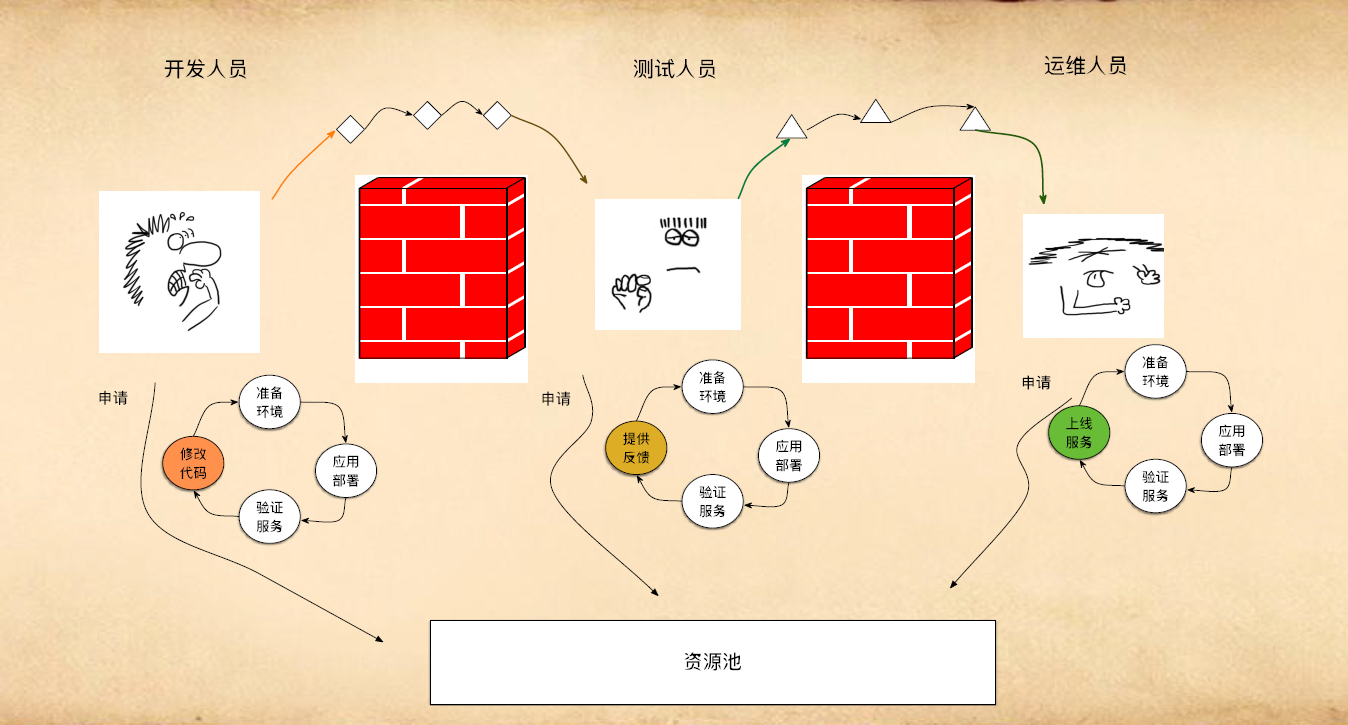 开发人员
测试人员
运维人员
申请
准备
环境
修改
代码
应用
部署
验证
服务
申请
准备
环境
提供
反馈
应用
部署
验证
服务
申请
准备
环境
上线
服务
应用
部署
验证
服务
资源池